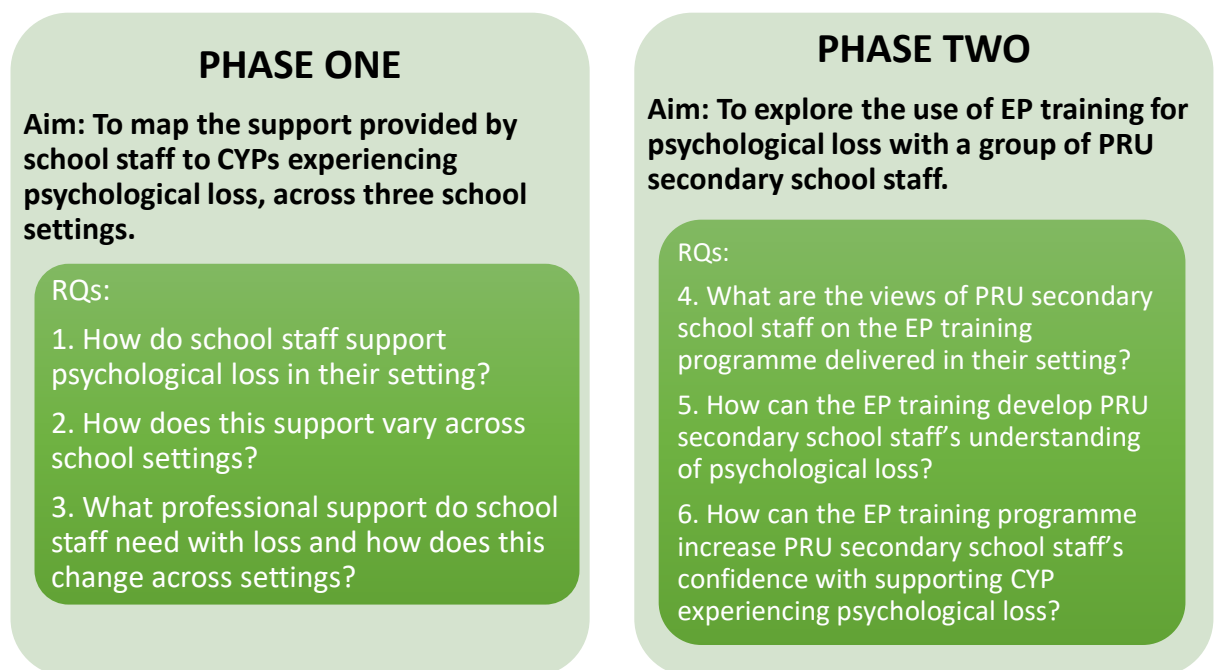 PHASE ONE
Aim: To map the support provided by
school staff to CYPs experiencing
psychological loss, across three school
settings.
RQs:
1. How do school staff support
psychological loss in their setting?
2. How does this support vary across
school settings?
3. What professional support do school
staff need with loss and how does this
change across settings?
PHASE TWO
Aim: To explore the use of EP training for
psychological loss with a group of PRU
secondary school staff.
RQs:
4. What are the views of PRU secondary
school staff on the EP training
programme delivered in their setting?
5. How can the EP training develop PRU
secondary school staff’s understanding
of psychological loss?
6. How can the EP training programme
increase PRU secondary school staff’s
confidence with supporting CYP
experiencing psychological loss?